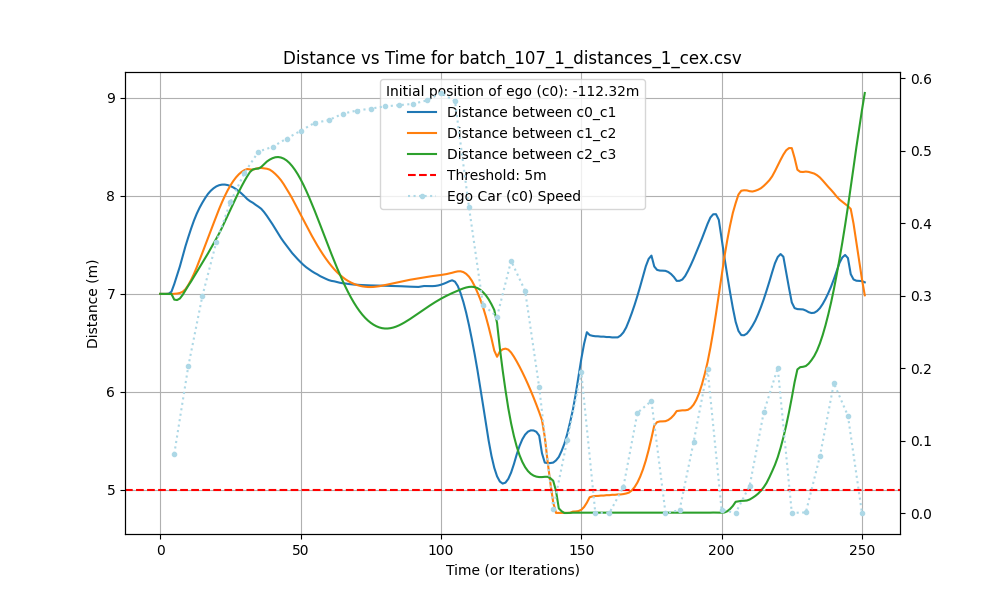 Distance vs Time for batch_107_1_distances_1_cex.csv
Initial position of ego (c0): -112.32m
Distance between c0_c1
Distance between c1_c2
Distance between c2_c3
Threshold: 5m
Ego Car (c0) Speed
Distance (m)
9
8
7
6
5
0.6
0.5
0.4
0.3
0.2
0.1
0.0
0
50
100
150
200
250
Time (or Iterations)